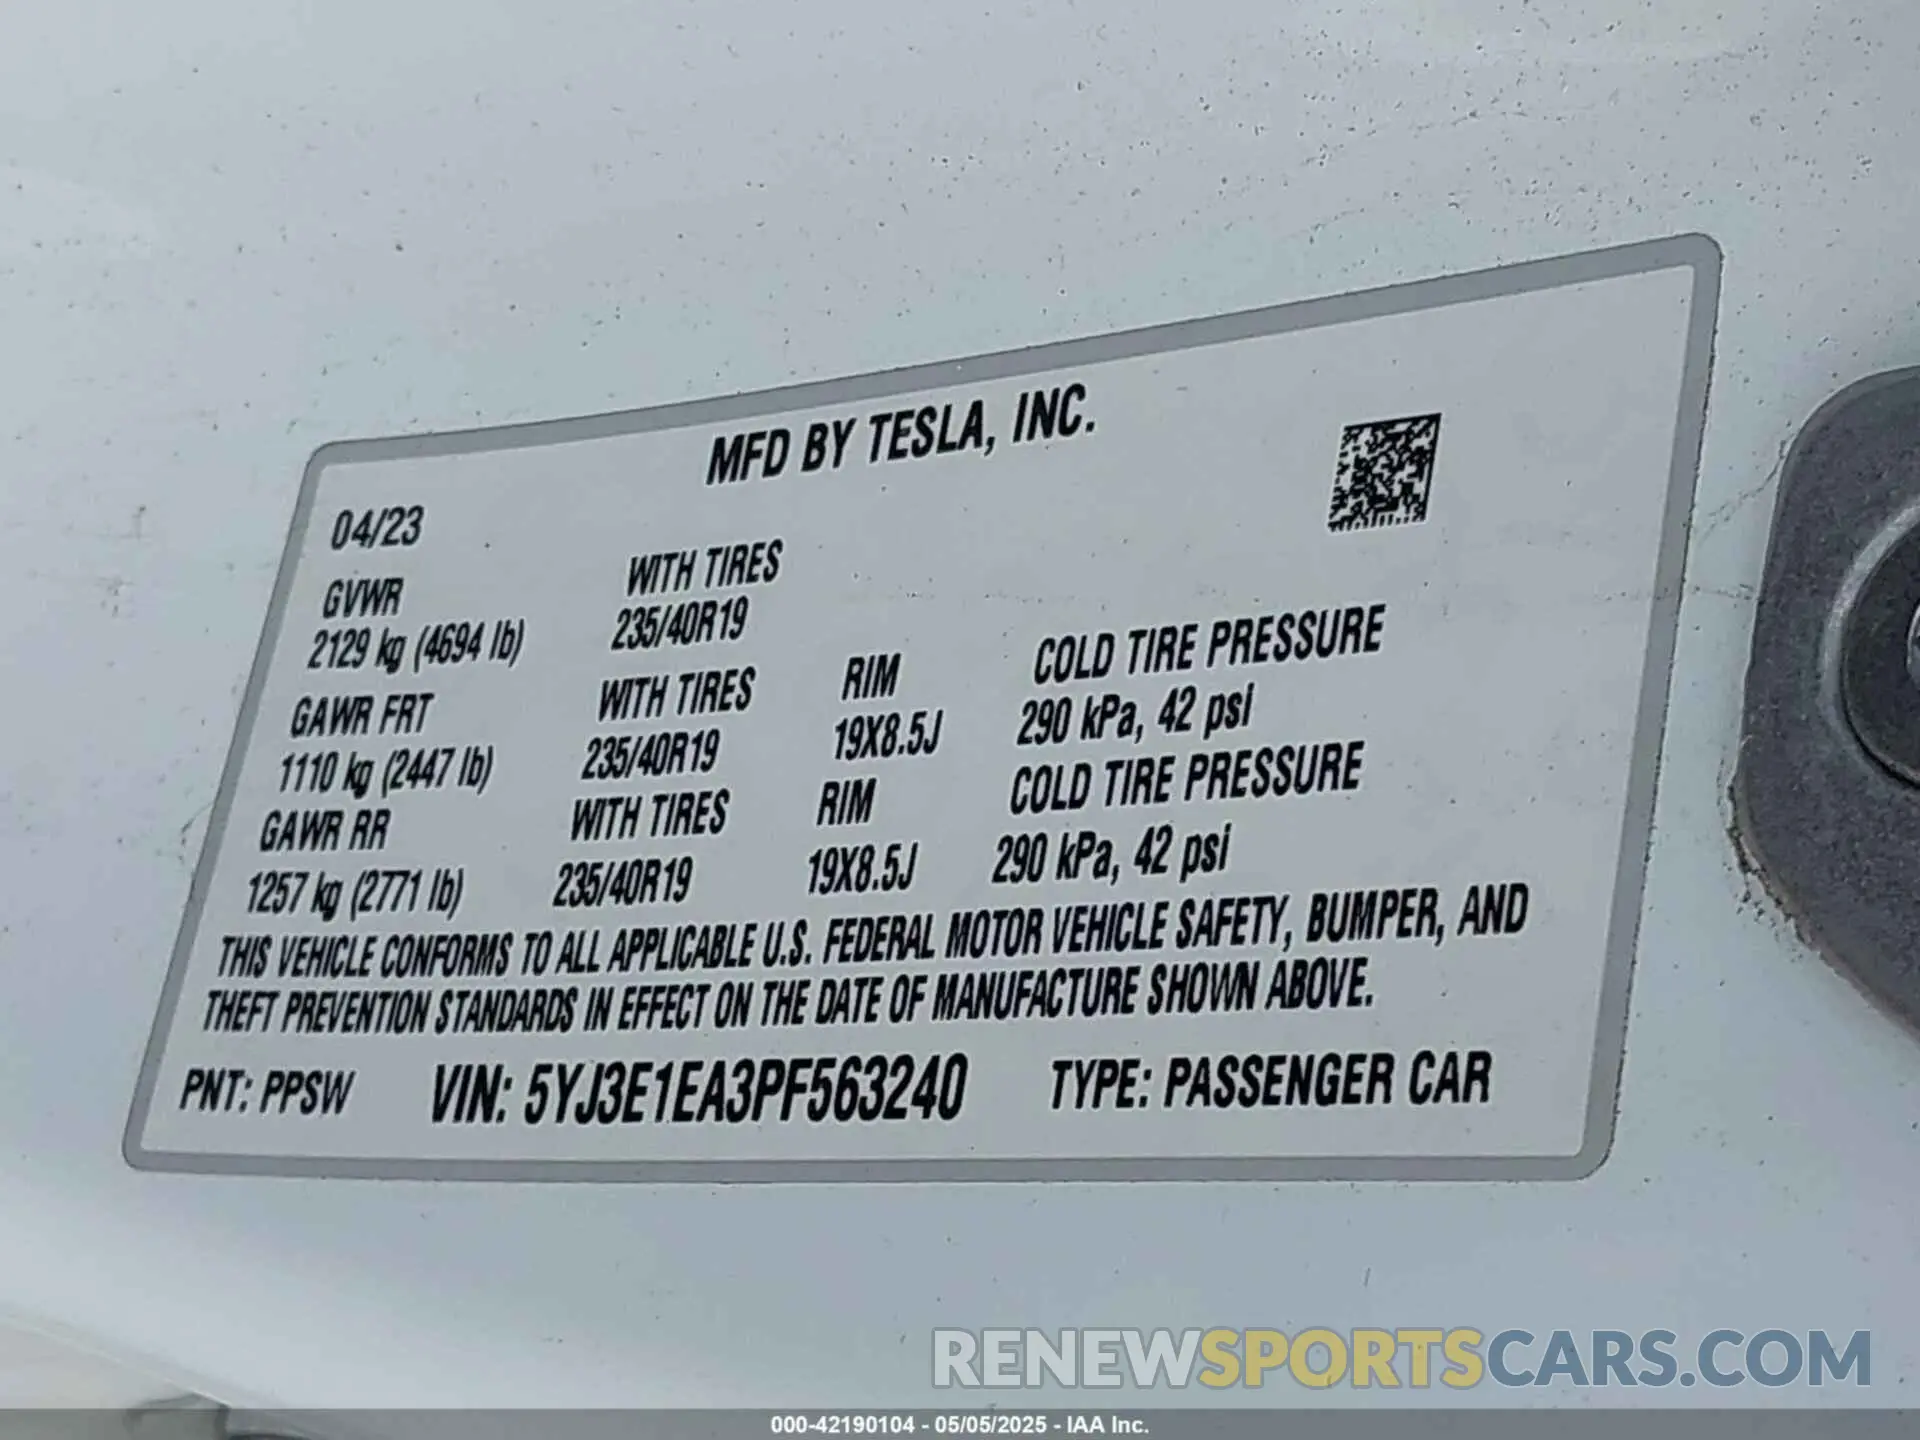 MFD BY TESLA, INC.
04/23
GVWR WITH TIRES
2129 kg (4694 lb) 235/40R19
GAWR FRT WITH TIRES RIM COLD TIRE PRESSURE
1110 kg (2447 lb) 235/40R19 19X8.5J 290 kPa, 42 psi
GAWR RR WITH TIRES RIM COLD TIRE PRESSURE
1257 kg (2771 lb) 235/40R19 19X8.5J 290 kPa, 42 psi
THIS VEHICLE CONFORMS TO ALL APPLICABLE U.S. FEDERAL MOTOR VEHICLE SAFETY, BUMPER, AND
THEFT PREVENTION STANDARDS IN EFFECT ON THE DATE OF MANUFACTURE SHOWN ABOVE.
PNT: PPSW VIN: 5YJ3E1EA3PF563240 TYPE: PASSENGER CAR
RENEWSPORTSCARS.COM
000-42190104 - 05/05/2025 - IAA Inc.